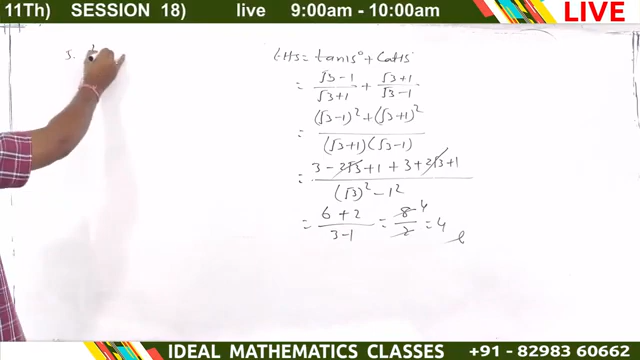 11Th) SESSION 18) live 9:00am - 10:00am LIVE
5.
LHS = tan15° + cot15°
= √3-1/√3+1 + √3+1/√3-1
= (√3-1)² + (√3+1)²/(√3+1)(√3-1)
= 3-2√3+1+3+2√3+1/(√3)²-1²
= 6+2/3-1 = 8/2 4 = 4
IDEAL MATHEMATICS CLASSES +91 - 82983 60662